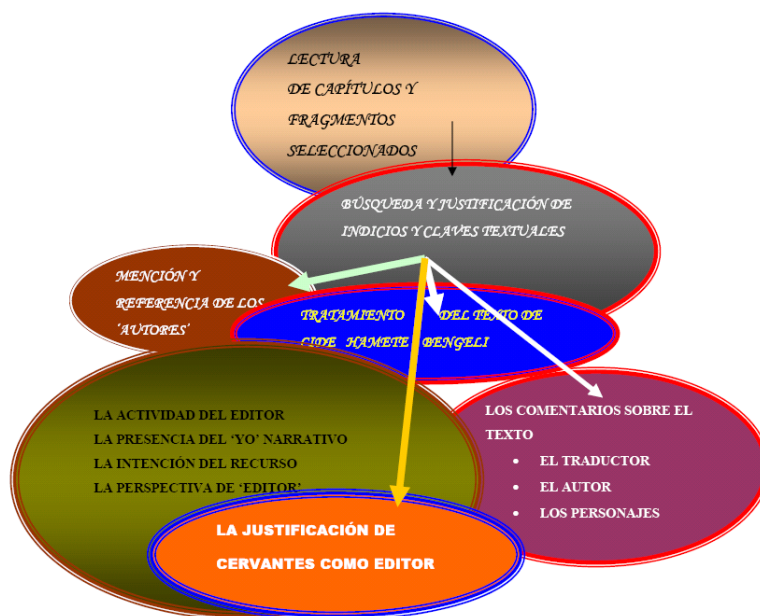 LECTURA
DE CAPÍTULOS Y
FRAGMENTOS
SELECCIONADOS
BÚSQUEDA Y JUSTIFICACIÓN DE
INDICIOS Y CLAVES TEXTUALES
MENCIÓN Y
REFERENCIA DE LOS
‘AUTORES’
TRATAMIENTO DEL TEXTO DE
CIDE HAMETE BENGELI
LA ACTIVIDAD DEL EDITOR
LA PRESENCIA DEL ‘YO’ NARRATIVO
LA INTENCIÓN DEL RECURSO
LA PERSPECTIVA DE ‘EDITOR’
LOS COMENTARIOS SOBRE EL
TEXTO
• EL TRADUCTOR
• EL AUTOR
• LOS PERSONAJES
LA JUSTIFICACIÓN DE
CERVANTES COMO EDITOR